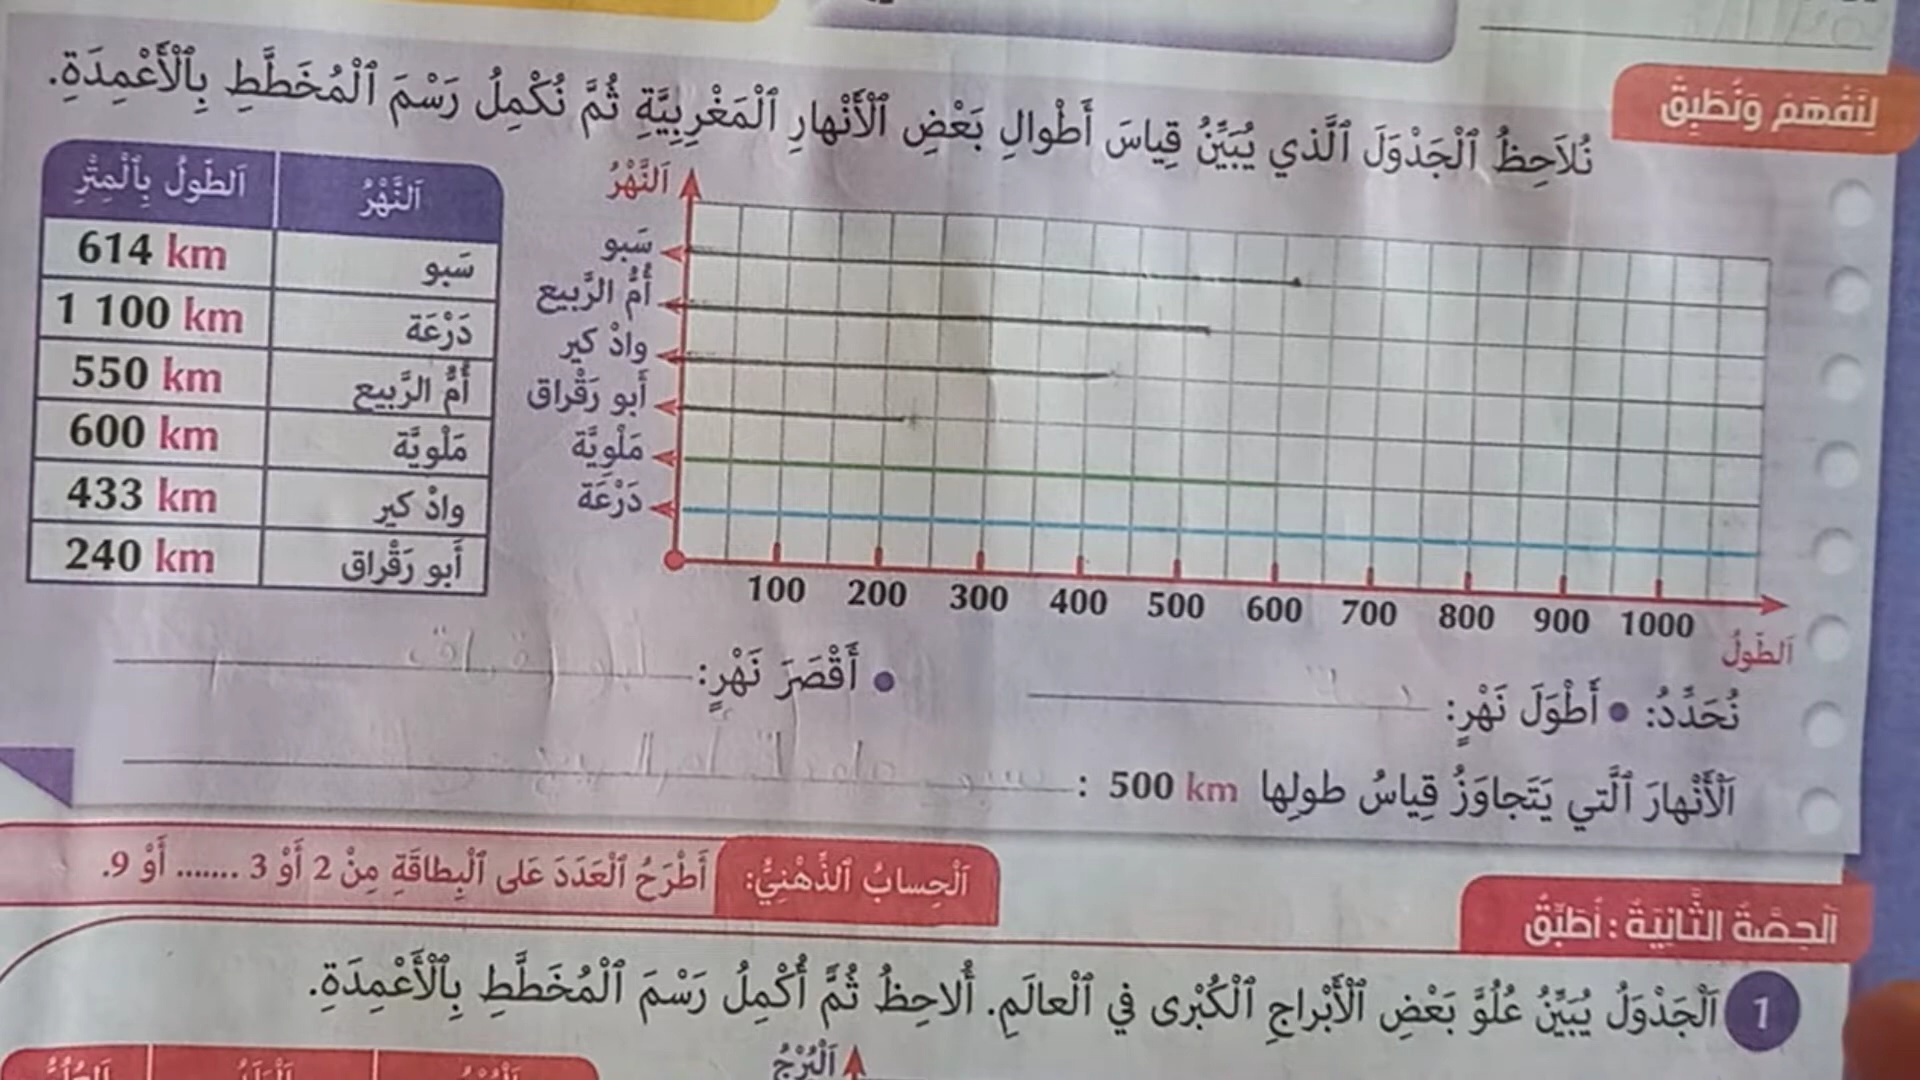 لِنَفْهَمَ وَنُطَبِّقَ
نُلَاحِظُ ٱلْجَدْوَلَ ٱلَّذي يُبَيِّنُ قِياسَ أَطْوالِ بَعْضِ ٱلْأَنْهارِ ٱلْمَغْرِبِيَّةِ ثُمَّ نُكْمِلُ رَسْمَ ٱلْمُخَطَّطِ بِٱلْأَعْمِدَةِ.
اَلنَّهْرُ
سَبو
أُمُّ الرَّبيع
وادْ كير
أَبو رَقْراق
مَلْوِيَّة
دَرْعَة
100 200 300 400 500 600 700 800 900 1000
اَلطّولُ
اَلنَّهْرُ اَلطّولُ بِٱلْمِتْرِ
سَبو 614 km
دَرْعَة 1 100 km
أُمُّ الرَّبيع 550 km
مَلْوِيَّة 600 km
وادْ كير 433 km
أَبو رَقْراق 240 km
نُحَدِّدُ: • أَطْوَلَ نَهْرٍ: • أَقْصَرَ نَهْرٍ:
اَلْأَنْهارَ ٱلَّتي يَتَجاوَزُ قِياسُ طولِها 500 km :
اَلْحِسابُ ٱلذِّهْنِيُّ: أَطْرَحُ ٱلْعَدَدَ عَلى ٱلْبِطاقَةِ مِنْ 2 أَوْ 3 ....... أَوْ 9.
اَلْحِصَّةُ الثَّانِيَةُ : أُطَبِّقُ
1 اَلْجَدْوَلُ يُبَيِّنُ عُلُوَّ بَعْضِ ٱلْأَبْراجِ ٱلْكُبْرى في ٱلْعالَمِ. أُلاحِظُ ثُمَّ أُكْمِلُ رَسْمَ ٱلْمُخَطَّطِ بِٱلْأَعْمِدَةِ.
اَلْبُرْجُ